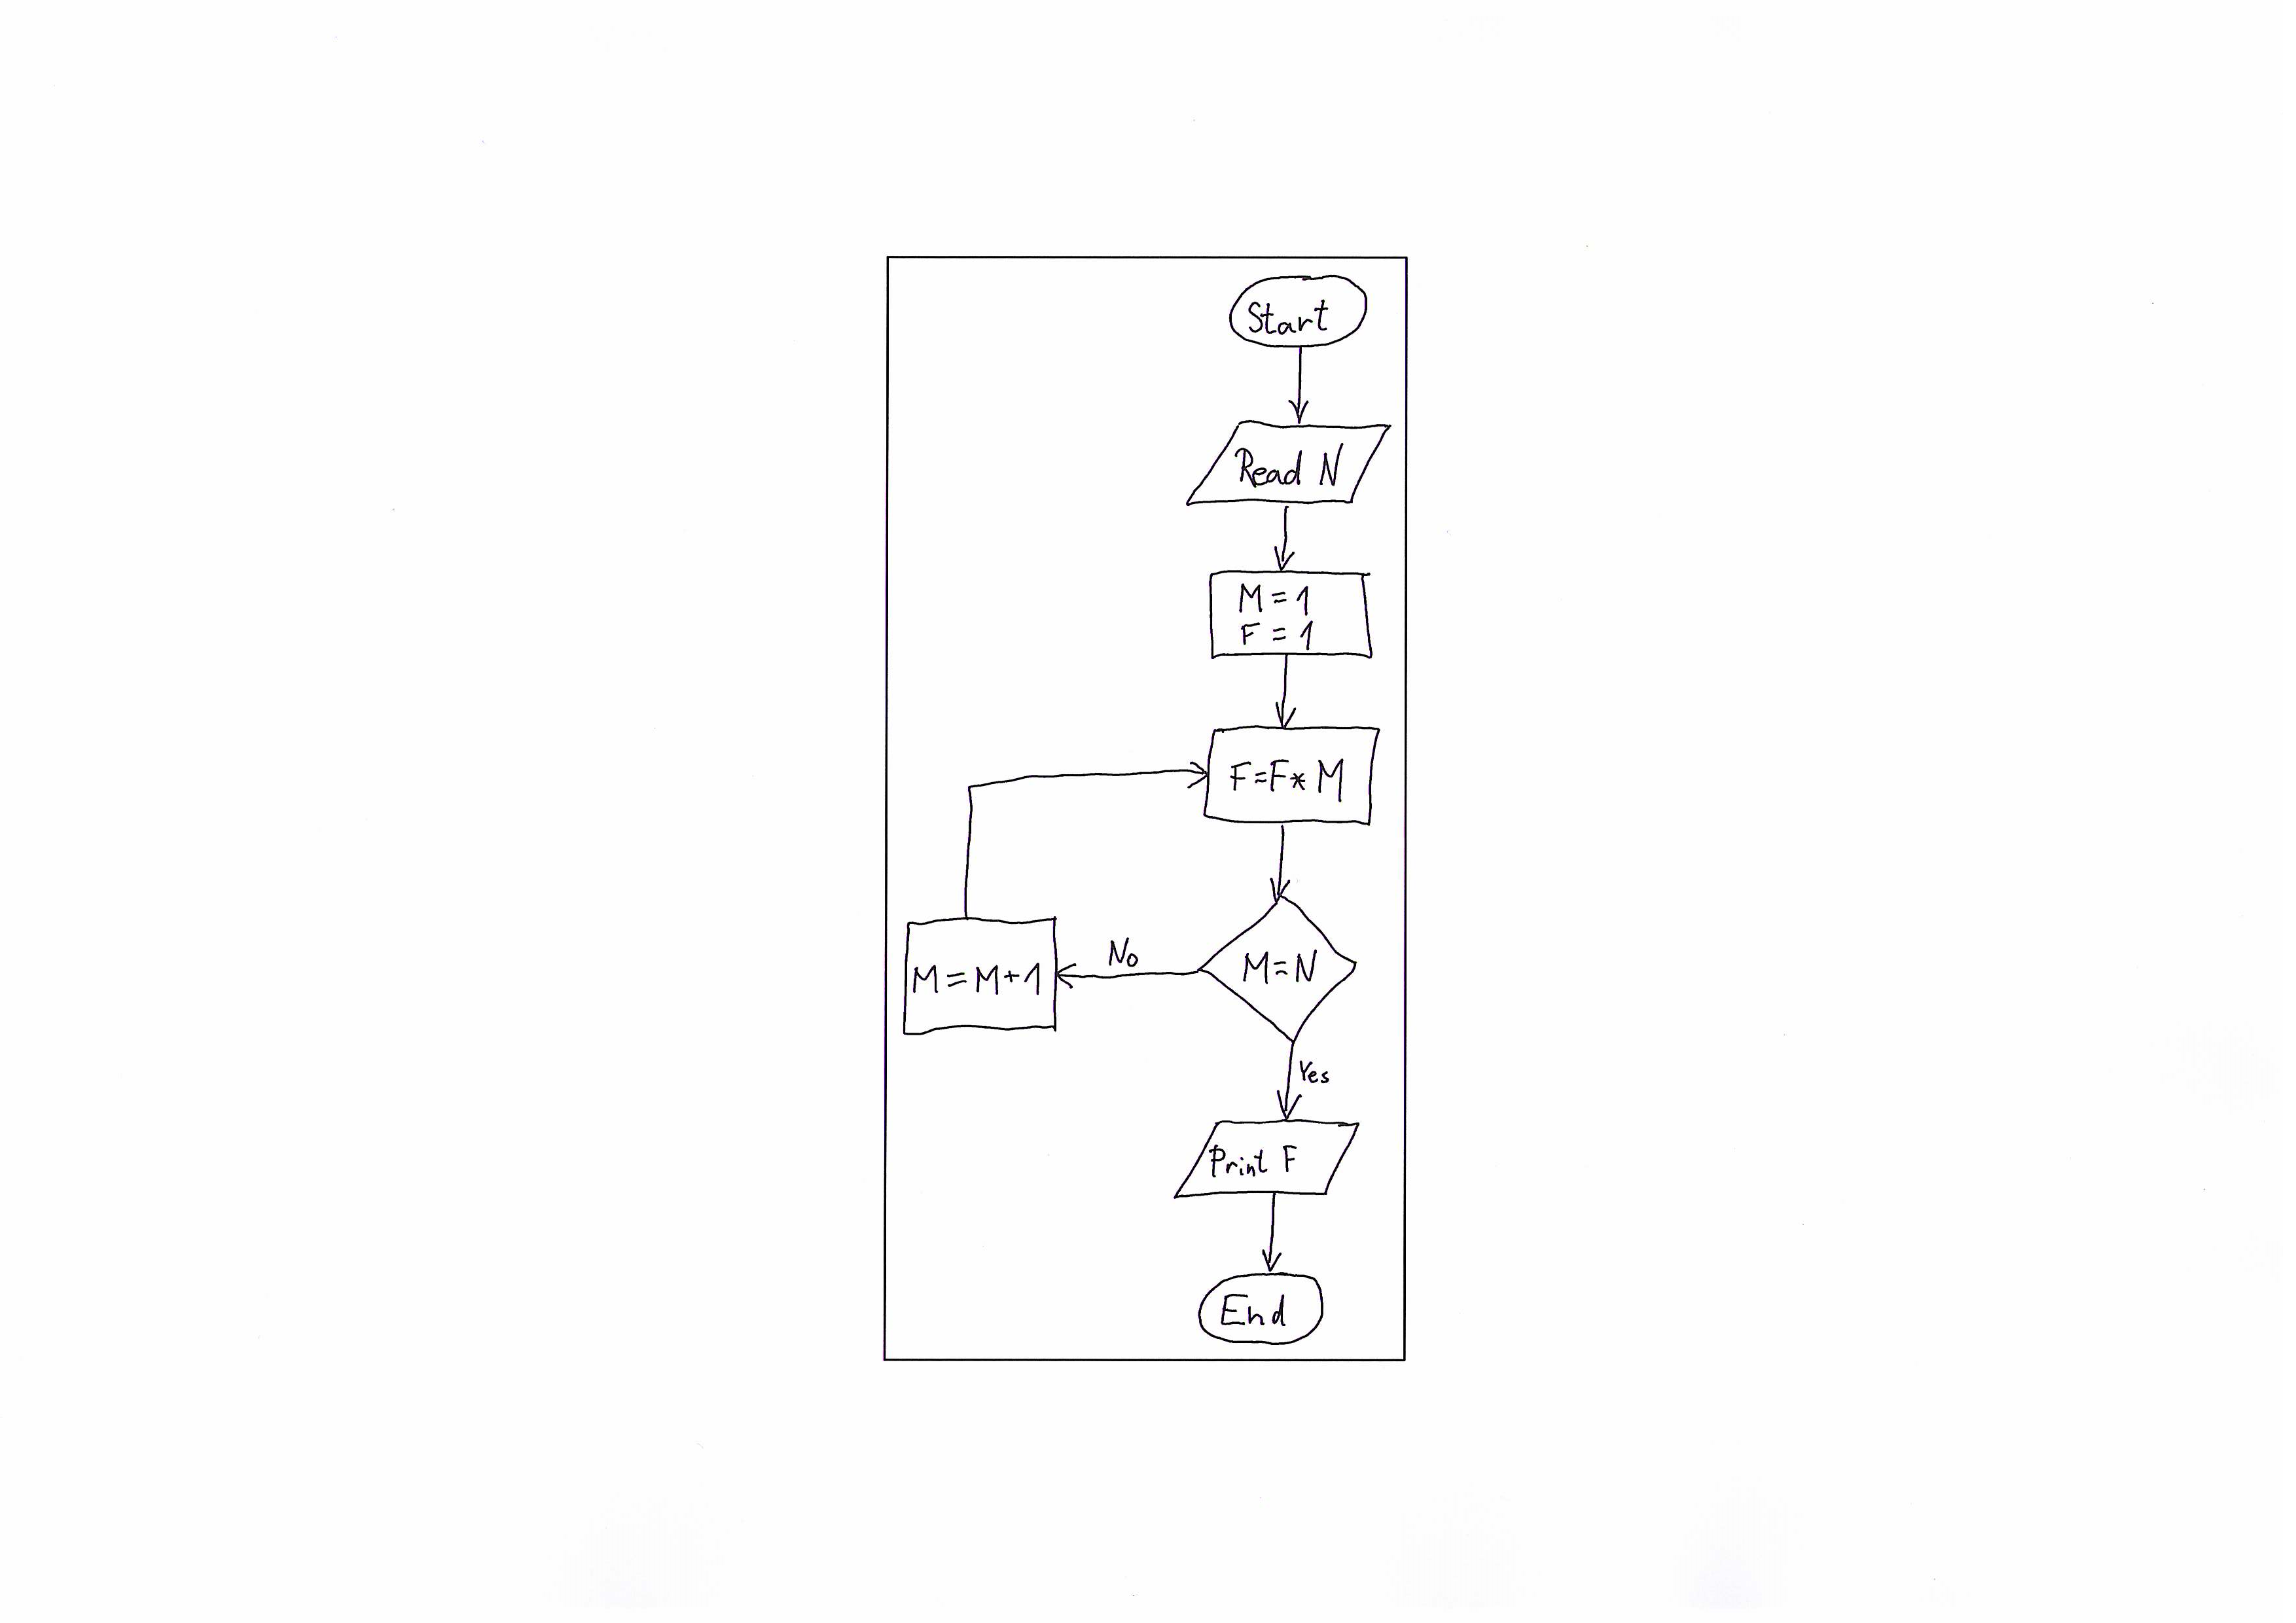 Start
Read N
M = 1
F = 1
F=F*M
M=N
No
M=M+1
Yes
Print F
End